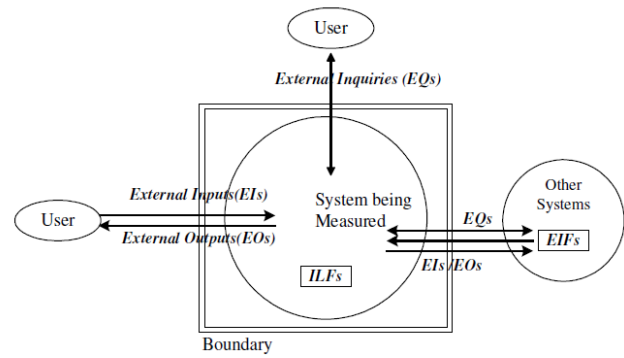 User
External Inquiries (EQs)
External Inputs(EIs)
User
External Outputs(EOs)
System being
Measured
Other
Systems
EQs
EIFs
EIs/EOs
ILFs
Boundary